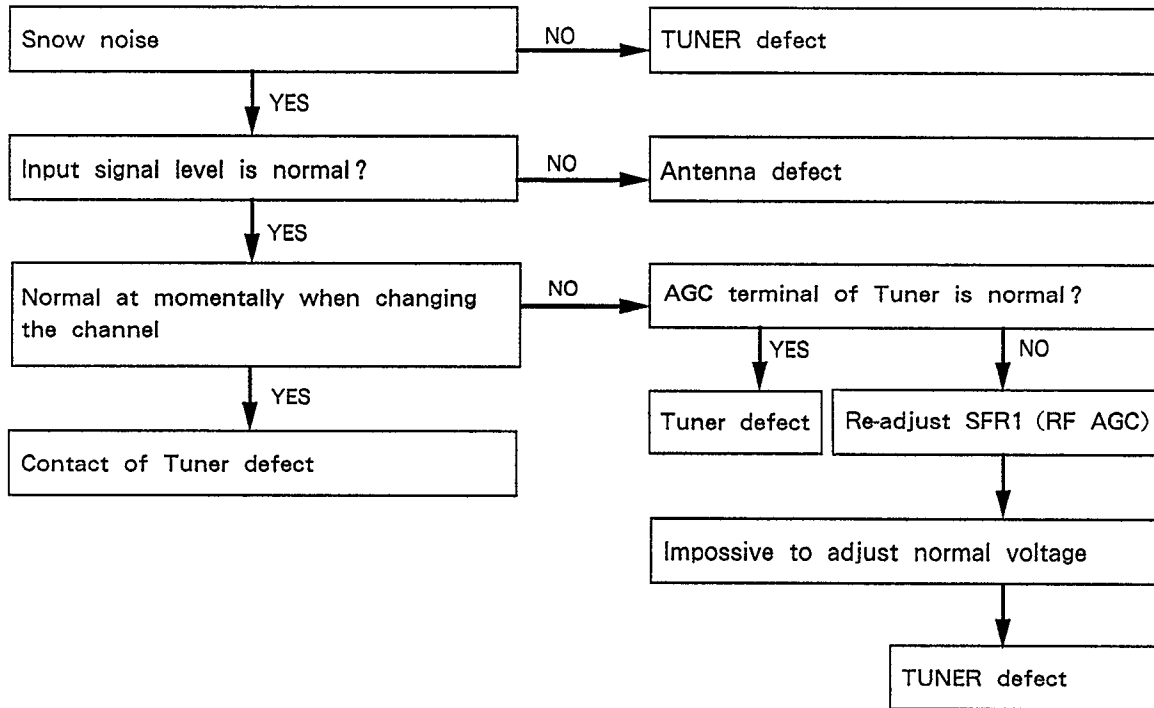 Snow noise
NO
TUNER defect
YES
Input signal level is normal?
NO
Antenna defect
YES
Normal at momentally when changing
the channel
NO
AGC terminal of Tuner is normal?
YES
NO
YES
Tuner defect
Re-adjust SFR1 (RF AGC)
Contact of Tuner defect
Impossive to adjust normal voltage
TUNER defect